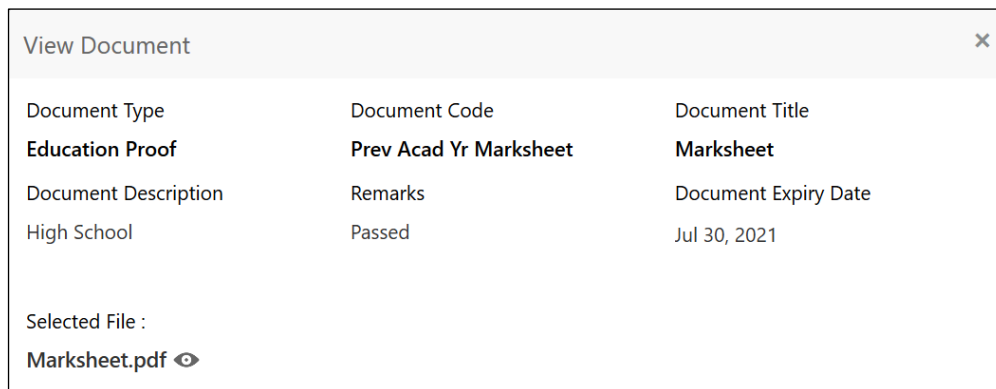 View Document
Document Type Document Code Document Title
Education Proof Prev Acad Yr Marksheet Marksheet
Document Description Remarks Document Expiry Date
High School Passed Jul 30, 2021
Selected File :
Marksheet.pdf